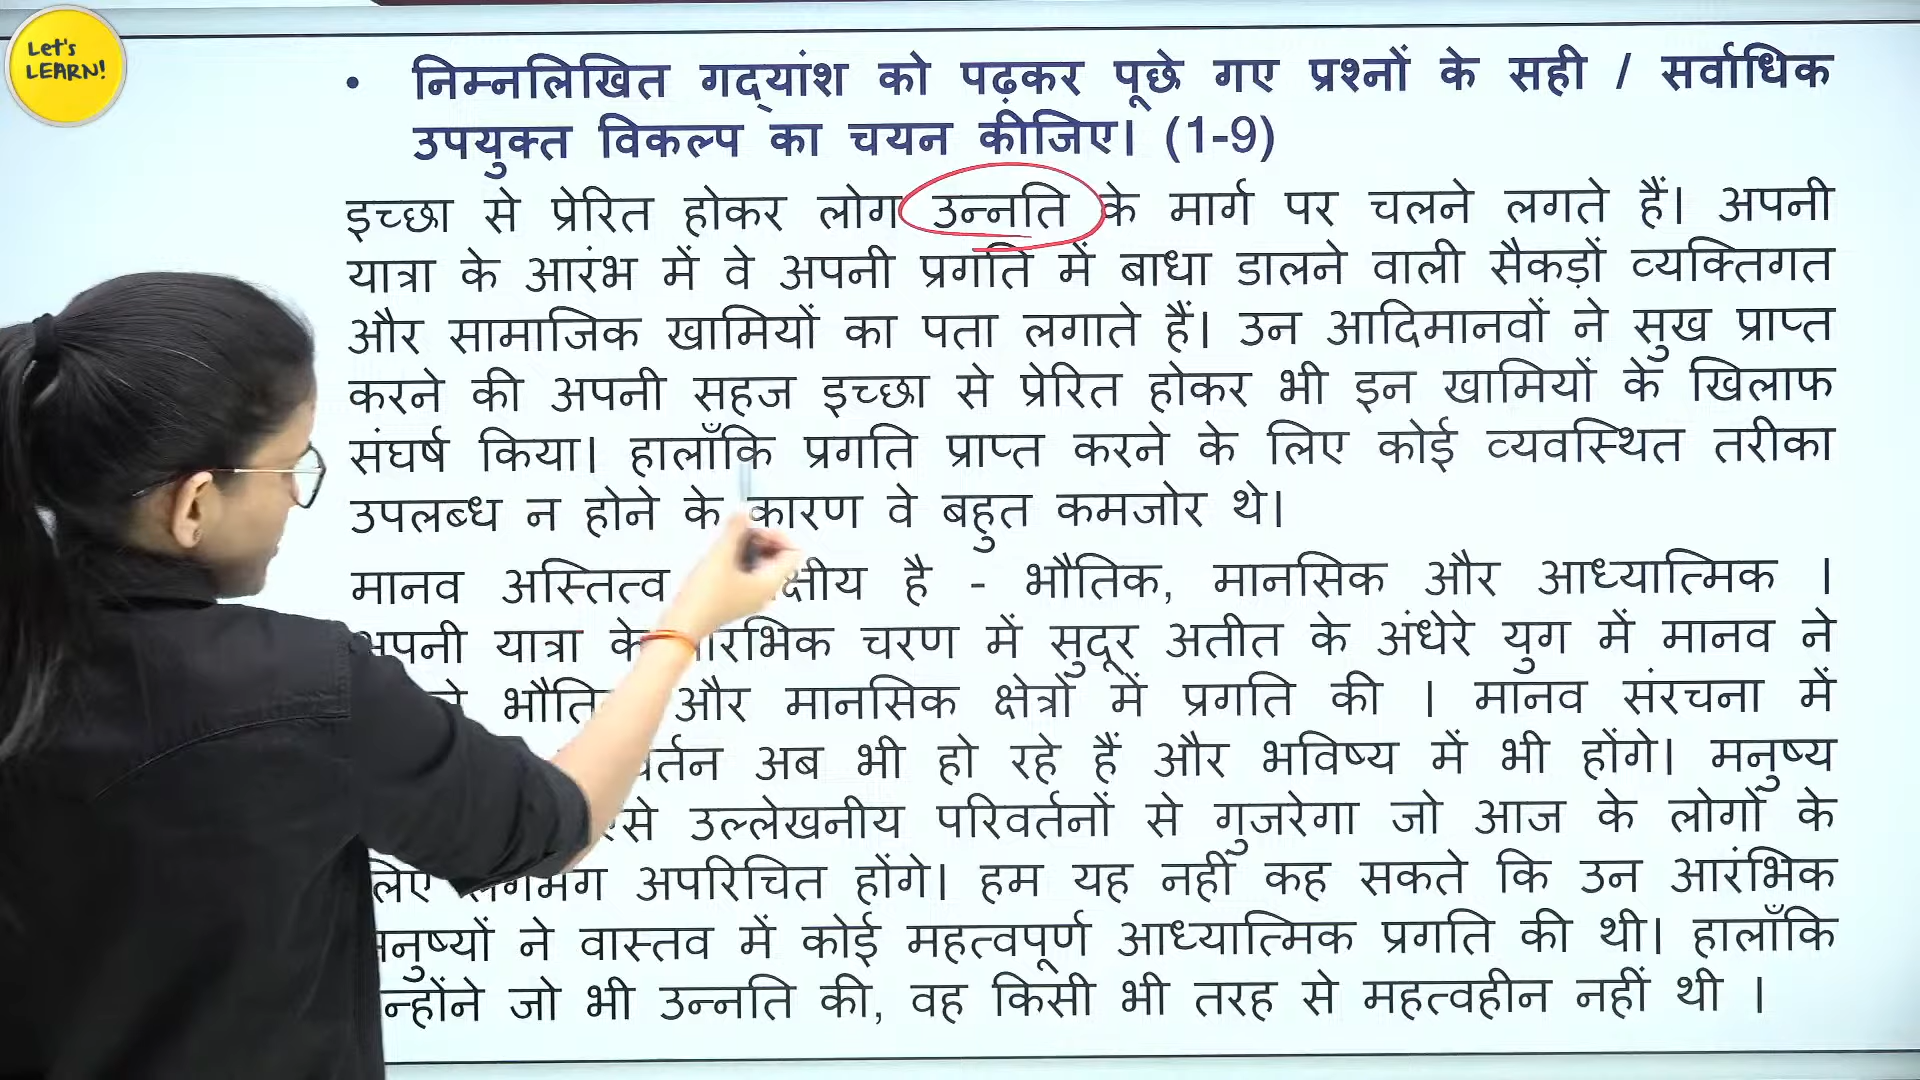 Let's
LEARN!
• निम्नलिखित गद्यांश को पढ़कर पूछे गए प्रश्नों के सही / सर्वाधिक
उपयुक्त विकल्प का चयन कीजिए। (1-9)
इच्छा से प्रेरित होकर लोग उन्नति के मार्ग पर चलने लगते हैं। अपनी
यात्रा के आरंभ में वे अपनी प्रगति में बाधा डालने वाली सैकड़ों व्यक्तिगत
और सामाजिक खामियों का पता लगाते हैं। उन आदिमानवों ने सुख प्राप्त
करने की अपनी सहज इच्छा से प्रेरित होकर भी इन खामियों के खिलाफ
संघर्ष किया। हालाँकि प्रगति प्राप्त करने के लिए कोई व्यवस्थित तरीका
उपलब्ध न होने के कारण वे बहुत कमजोर थे।
मानव अस्तित्व है - भौतिक, मानसिक और आध्यात्मिक ।
यात्रा के चरण में सुदूर अतीत के अंधेरे युग में मानव ने
और मानसिक क्षेत्रों में प्रगति की । मानव संरचना में
अब भी हो रहे हैं और भविष्य में भी होंगे। मनुष्य
उल्लेखनीय परिवर्तनों से गुजरेगा जो आज के लोगों के
अपरिचित होंगे। हम यह नहीं कह सकते कि उन आरंभिक
ने वास्तव में कोई महत्वपूर्ण आध्यात्मिक प्रगति की थी। हालाँकि
जो भी उन्नति की, वह किसी भी तरह से महत्वहीन नहीं थी ।